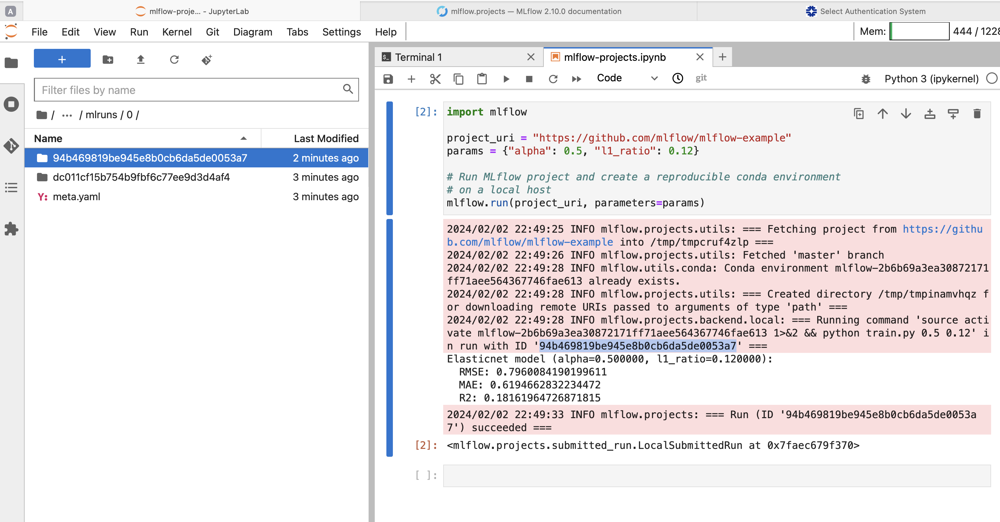 A
mlflow-proje... - JupyterLab
mlflow.projects — MLflow 2.10.0 documentation
Select Authentication System
File Edit View Run Kernel Git Diagram Tabs Settings Help
Mem: 444 / 1228
+
Filter files by name
/ ... / mlruns / 0 /
Name Last Modified
94b469819be945e8b0cb6da5de0053a7 2 minutes ago
dc011cf15b754b9fbf6c77ee9d3d4af4 3 minutes ago
Y: meta.yaml 3 minutes ago
$_ Terminal 1
mlflow-projects.ipynb
Code
git
Python 3 (ipykernel)
[2]: import mlflow
project_uri = "https://github.com/mlflow/mlflow-example"
params = {"alpha": 0.5, "l1_ratio": 0.12}
# Run MLflow project and create a reproducible conda environment
# on a local host
mlflow.run(project_uri, parameters=params)
2024/02/02 22:49:25 INFO mlflow.projects.utils: === Fetching project from https://githu
b.com/mlflow/mlflow-example into /tmp/tmpcruf4zlp ===
2024/02/02 22:49:26 INFO mlflow.projects.utils: Fetched 'master' branch
2024/02/02 22:49:28 INFO mlflow.utils.conda: Conda environment mlflow-2b6b69a3ea30872171
ff71aee564367746fae613 already exists.
2024/02/02 22:49:28 INFO mlflow.projects.utils: === Created directory /tmp/tmpinamvhqz f
or downloading remote URIs passed to arguments of type 'path' ===
2024/02/02 22:49:28 INFO mlflow.projects.backend.local: === Running command 'source acti
vate mlflow-2b6b69a3ea30872171ff71aee564367746fae613 1>&2 && python train.py 0.5 0.12' i
n run with ID '94b469819be945e8b0cb6da5de0053a7' ===
Elasticnet model (alpha=0.500000, l1_ratio=0.120000):
RMSE: 0.7960084190199611
MAE: 0.6194662832234472
R2: 0.18161964726871815
2024/02/02 22:49:33 INFO mlflow.projects: === Run (ID '94b469819be945e8b0cb6da5de0053a
7') succeeded ===
[2]: <mlflow.projects.submitted_run.LocalSubmittedRun at 0x7faec679f370>
[ ]: